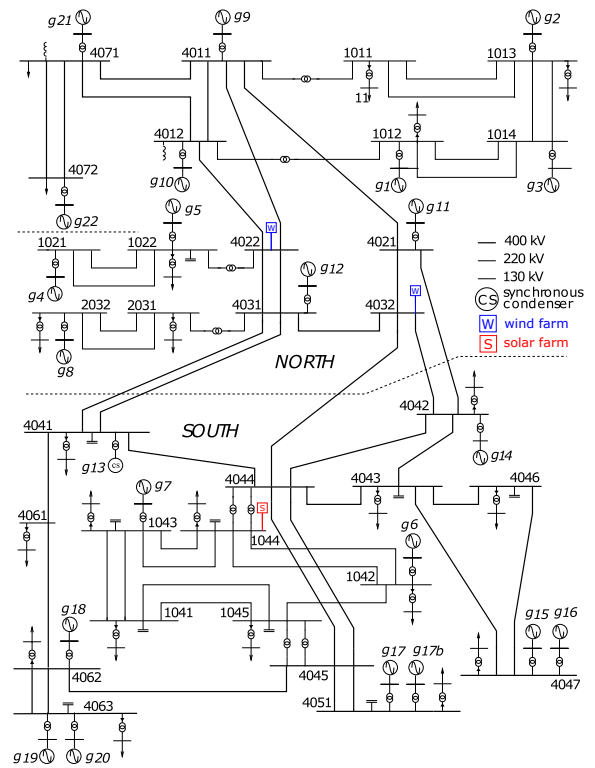 g21
g9
g2
4071
4011
1011
1013
11
4012
1012
1014
4072
g10
g1
g3
g22
g5
g11
1021
1022
4022
W
4021
400 kV
220 kV
130 kV
CS synchronous condenser
W wind farm
S solar farm
g4
g12
W
2032
2031
4031
4032
g8
NORTH
SOUTH
4042
4041
g13
CS
g14
4044
4043
4046
g7
S
4061
1043
1044
g6
1042
g18
1041
1045
g15
g16
g17
g17b
4062
4045
4047
4063
4051
g19
g20